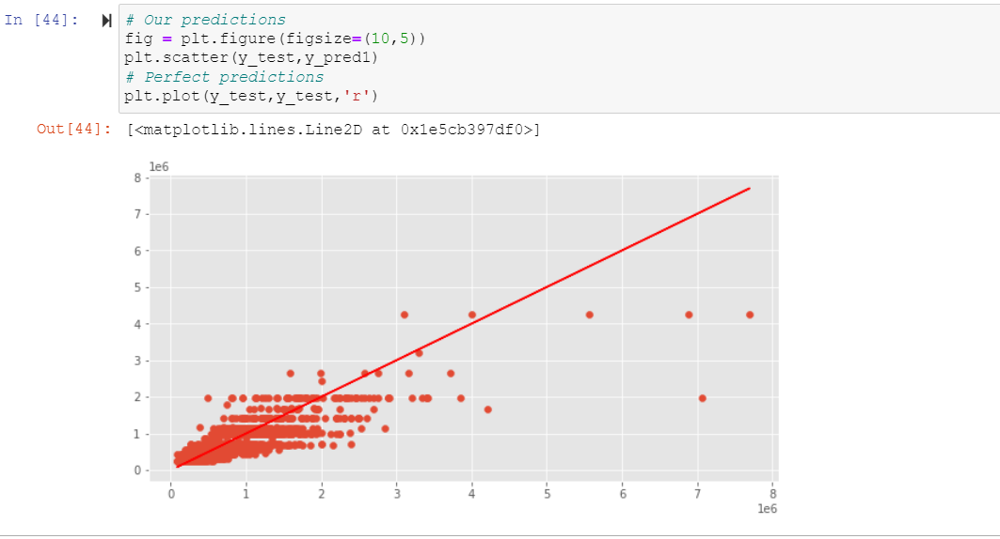 In [44]:
# Our predictions
fig = plt.figure(figsize=(10,5))
plt.scatter(y_test,y_pred1)
# Perfect predictions
plt.plot(y_test,y_test,'r')
Out[44]: [<matplotlib.lines.Line2D at 0x1e5cb397df0>]
1e6
8
7
6
5
4
3
2
1
0
0 1 2 3 4 5 6 7 8
1e6